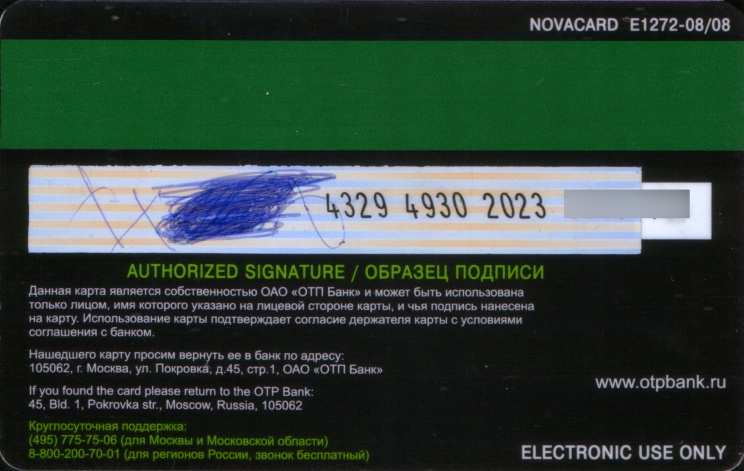 NOVACARD E1272-08/08
4329 4930 2023
AUTHORIZED SIGNATURE / ОБРАЗЕЦ ПОДПИСИ
Данная карта является собственностью ОАО «ОТП Банк» и может быть использована
только лицом, имя которого указано на лицевой стороне карты, и чья подпись нанесена
на карту. Использование карты подтверждает согласие держателя карты с условиями
соглашения с банком.
Нашедшего карту просим вернуть ее в банк по адресу:
105062, г. Москва, ул. Покровка, д.45, стр.1, ОАО «ОТП Банк»
If you found the card please return to the OTP Bank:
45, Bld. 1, Pokrovka str., Moscow, Russia, 105062
www.otpbank.ru
Круглосуточная поддержка:
(495) 775-75-06 (для Москвы и Московской области)
8-800-200-70-01 (для регионов России, звонок бесплатный)
ELECTRONIC USE ONLY